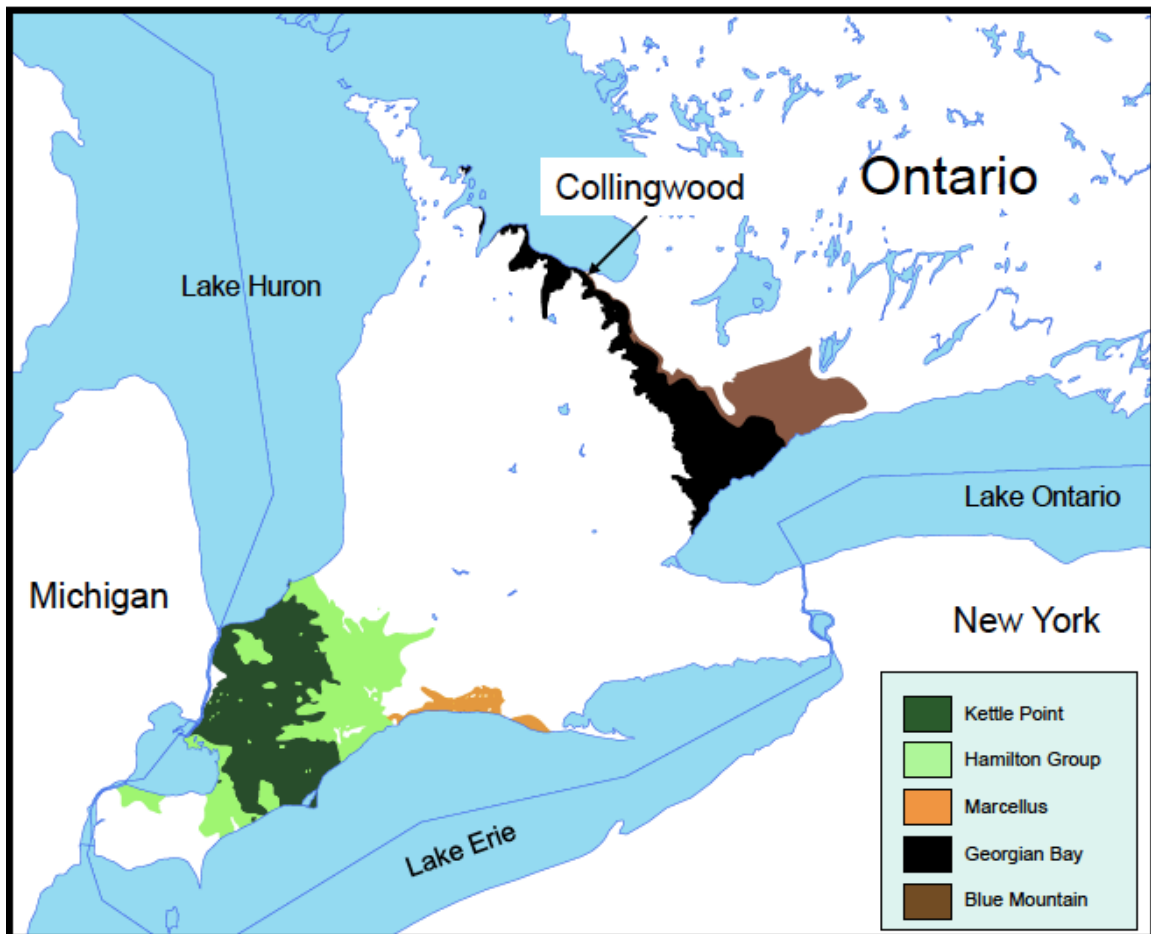 Ontario
Collingwood
Lake Huron
Lake Ontario
Michigan
New York
Lake Erie
Kettle Point
Hamilton Group
Marcellus
Georgian Bay
Blue Mountain